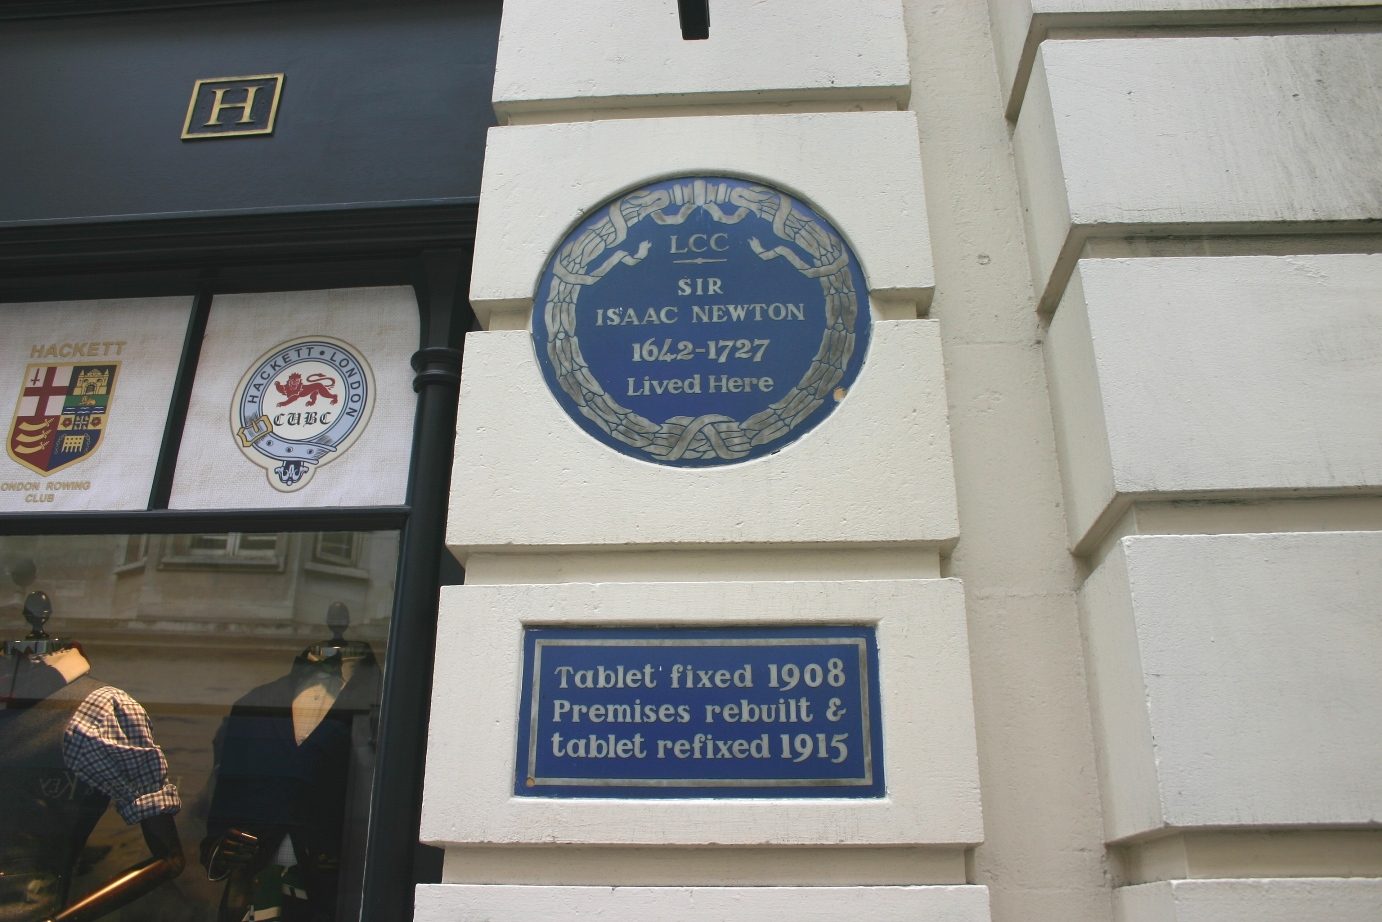 H
LCC
SIR
ISAAC NEWTON
1642-1727
Lived Here
HACKETT
LONDON ROWING
CLUB
HACKETT • LONDON
CUBC
Tablet fixed 1908
Premises rebuilt &
tablet refixed 1915